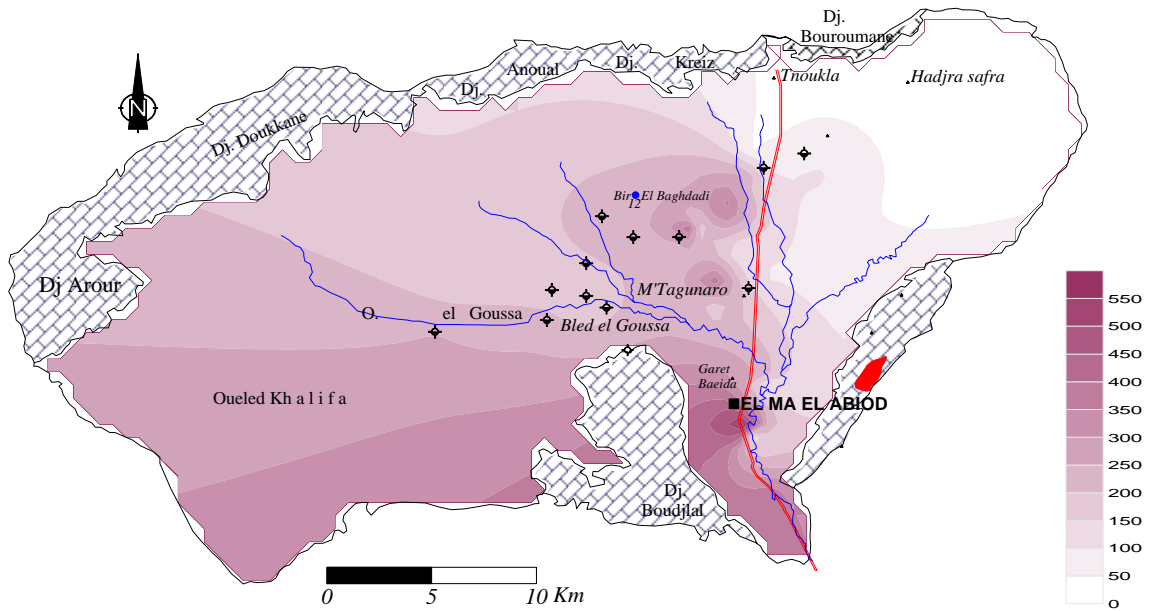 Dj.
Bouroumane
Anoual Dj. Kreiz
Dj.
Tnoukla
Hadjra safra
N
Dj. Doukkane
Bir El Baghdadi
12
Dj Arour
M'Tagunaro
O. el Goussa
Bled el Goussa
Garet
Baeida
Oueled Kh a l i f a
EL MA EL ABIOD
Dj.
Boudjlal
0 5 10 Km
550
500
450
400
350
300
250
200
150
100
50
0